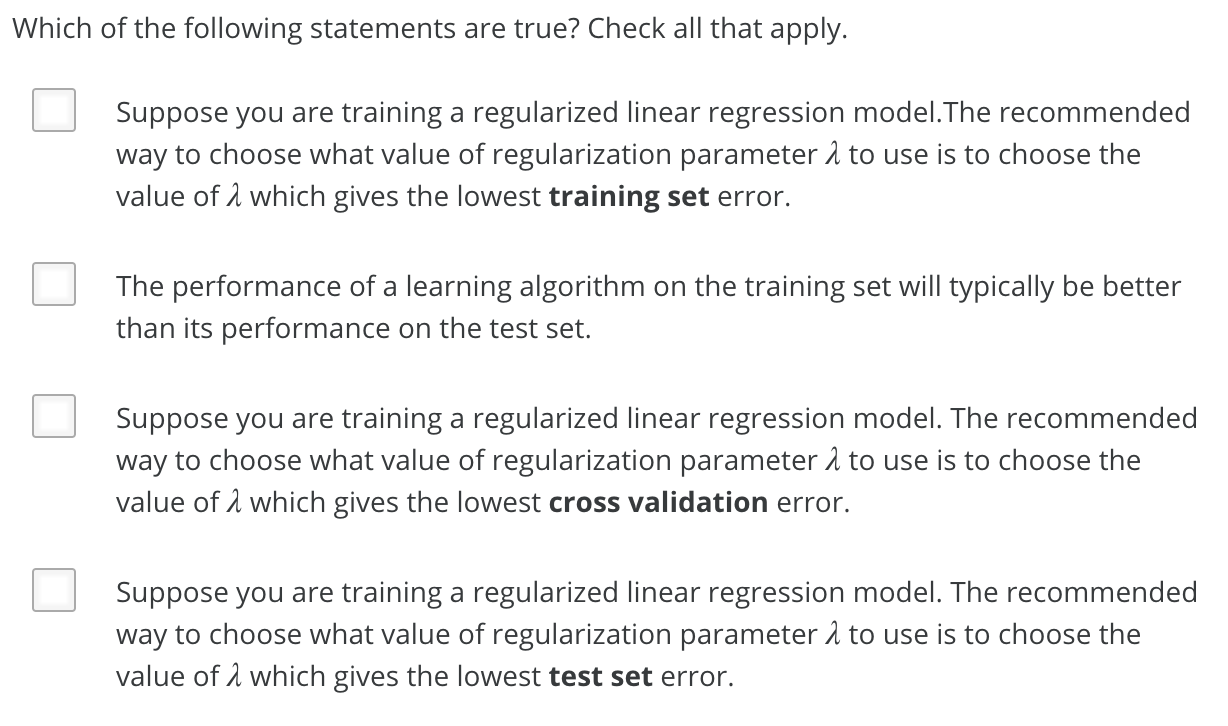 Which of the following statements are true? Check all that apply.
Suppose you are training a regularized linear regression model.The recommended
way to choose what value of regularization parameter λ to use is to choose the
value of λ which gives the lowest training set error.
The performance of a learning algorithm on the training set will typically be better
than its performance on the test set.
Suppose you are training a regularized linear regression model. The recommended
way to choose what value of regularization parameter λ to use is to choose the
value of λ which gives the lowest cross validation error.
Suppose you are training a regularized linear regression model. The recommended
way to choose what value of regularization parameter λ to use is to choose the
value of λ which gives the lowest test set error.